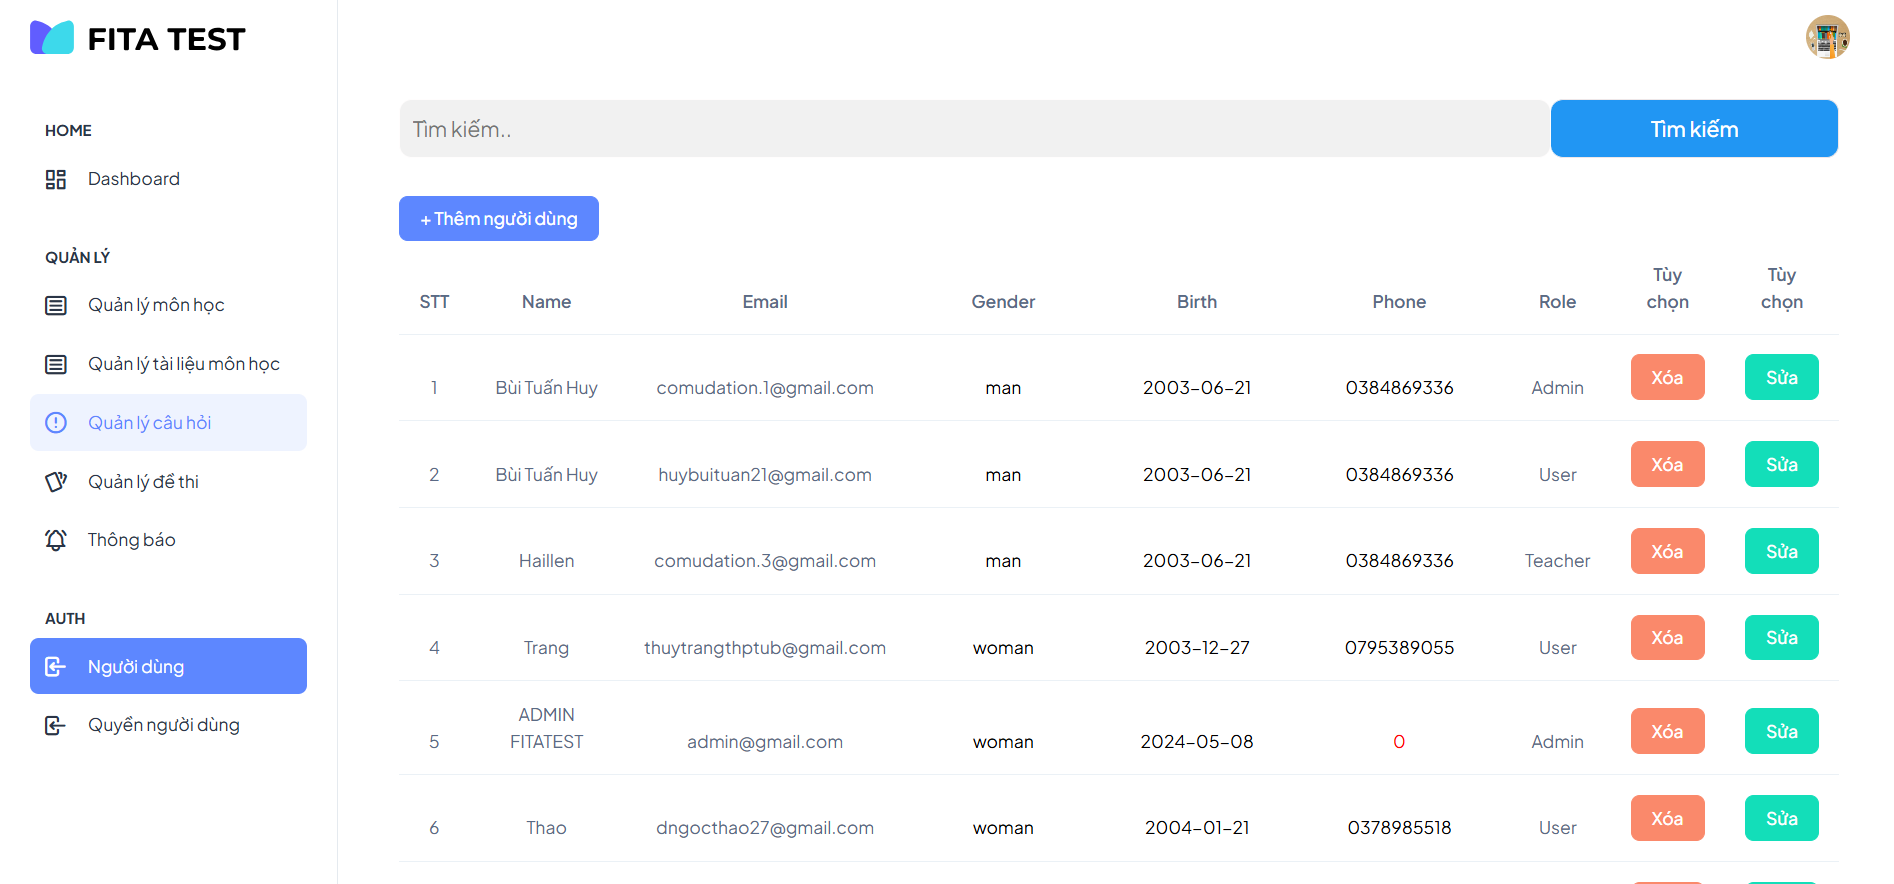 FITA TEST
HOME
Dashboard
QUẢN LÝ
Quản lý môn học
Quản lý tài liệu môn học
Quản lý câu hỏi
Quản lý đề thi
Thông báo
AUTH
Người dùng
Quyền người dùng
Tìm kiếm..
Tìm kiếm
+ Thêm người dùng
STT Name Email Gender Birth Phone Role Tùy chọn Tùy chọn
1 Bùi Tuấn Huy comudation.1@gmail.com man 2003-06-21 0384869336 Admin Xóa Sửa
2 Bùi Tuấn Huy huybuituan21@gmail.com man 2003-06-21 0384869336 User Xóa Sửa
3 Haillen comudation.3@gmail.com man 2003-06-21 0384869336 Teacher Xóa Sửa
4 Trang thuytrangthptub@gmail.com woman 2003-12-27 0795389055 User Xóa Sửa
5 ADMIN FITATEST admin@gmail.com woman 2024-05-08 0 Admin Xóa Sửa
6 Thao dngocthao27@gmail.com woman 2004-01-21 0378985518 User Xóa Sửa